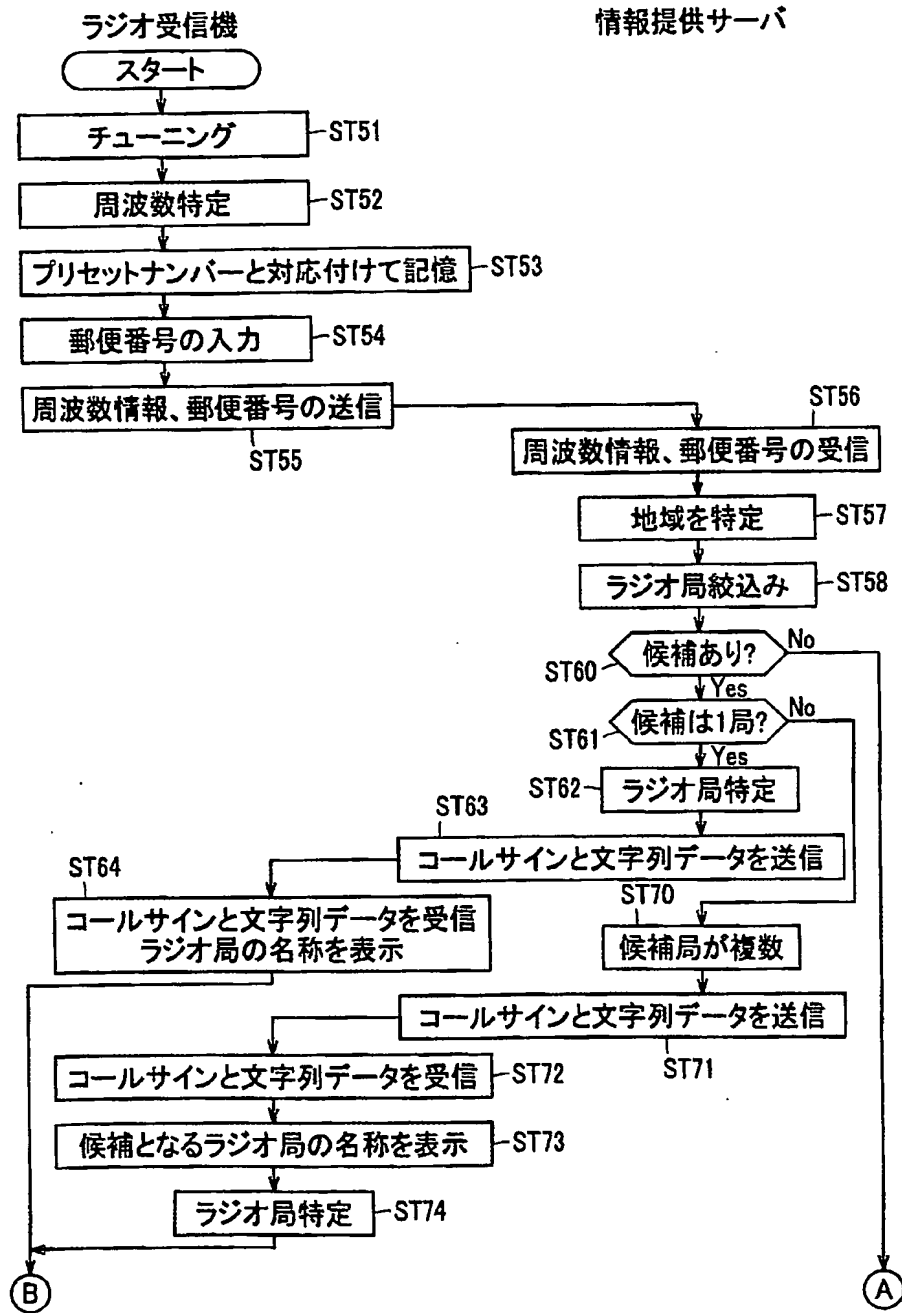 ラジオ受信機
情報提供サーバ
スタート
チューニング
ST51
周波数特定
ST52
プリセットナンバーと対応付けて記憶
ST53
郵便番号の入力
ST54
周波数情報、郵便番号の送信
ST55
ST56
周波数情報、郵便番号の受信
地域を特定
ST57
ラジオ局絞込み
ST58
候補あり?
No
ST60
Yes
候補は1局?
No
ST61
Yes
ST62
ラジオ局特定
ST63
コールサインと文字列データを送信
ST64
コールサインと文字列データを受信
ラジオ局の名称を表示
ST70
候補局が複数
コールサインと文字列データを送信
ST71
コールサインと文字列データを受信
ST72
候補となるラジオ局の名称を表示
ST73
ラジオ局特定
ST74
B
A